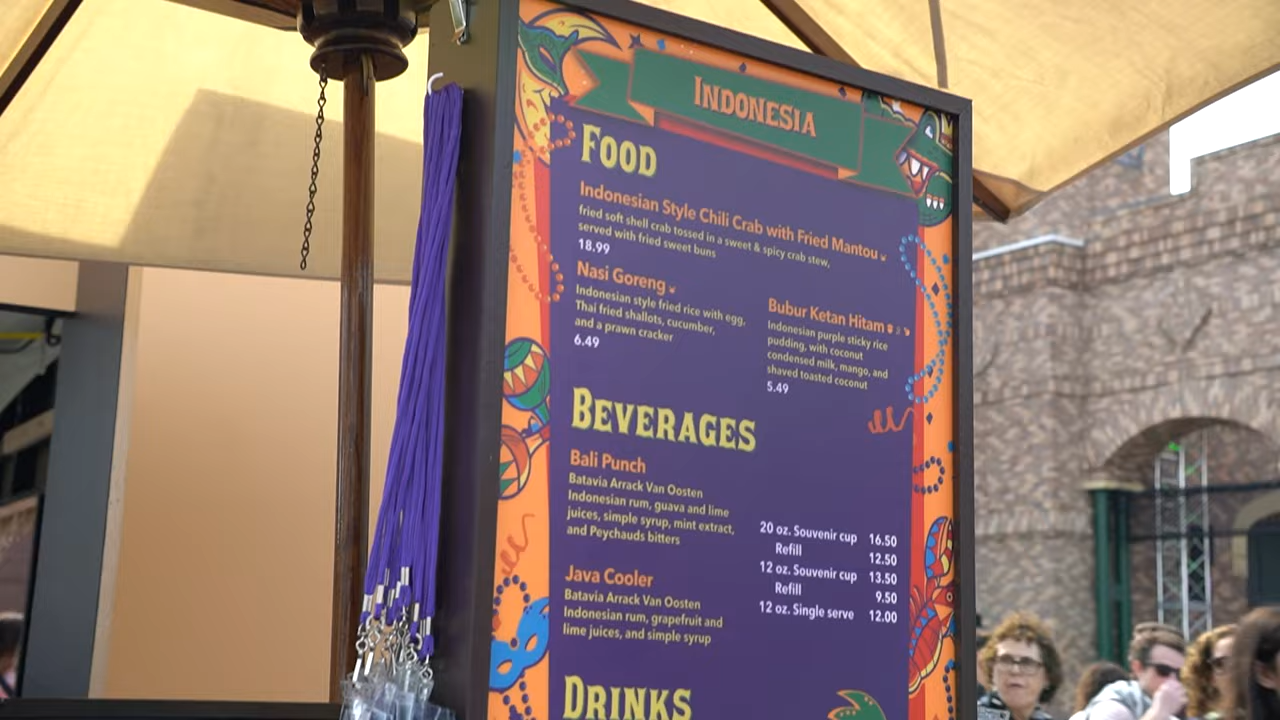 INDONESIA
FOOD
Indonesian Style Chili Crab with Fried Mantou
fried soft shell crab tossed in a sweet & spicy crab stew,
served with fried sweet buns
18.99
Nasi Goreng
Indonesian style fried rice with egg,
Thai fried shallots, cucumber,
and a prawn cracker
6.49
Bubur Ketan Hitam
Indonesian purple sticky rice
pudding, with coconut
condensed milk, mango, and
shaved toasted coconut
5.49
BEVERAGES
Bali Punch
Batavia Arrack Van Oosten
Indonesian rum, guava and lime
juices, simple syrup, mint extract,
and Peychauds bitters
Java Cooler
Batavia Arrack Van Oosten
Indonesian rum, grapefruit and
lime juices, and simple syrup
20 oz. Souvenir cup 16.50
Refill 12.50
12 oz. Souvenir cup 13.50
Refill 9.50
12 oz. Single serve 12.00
DRINKS